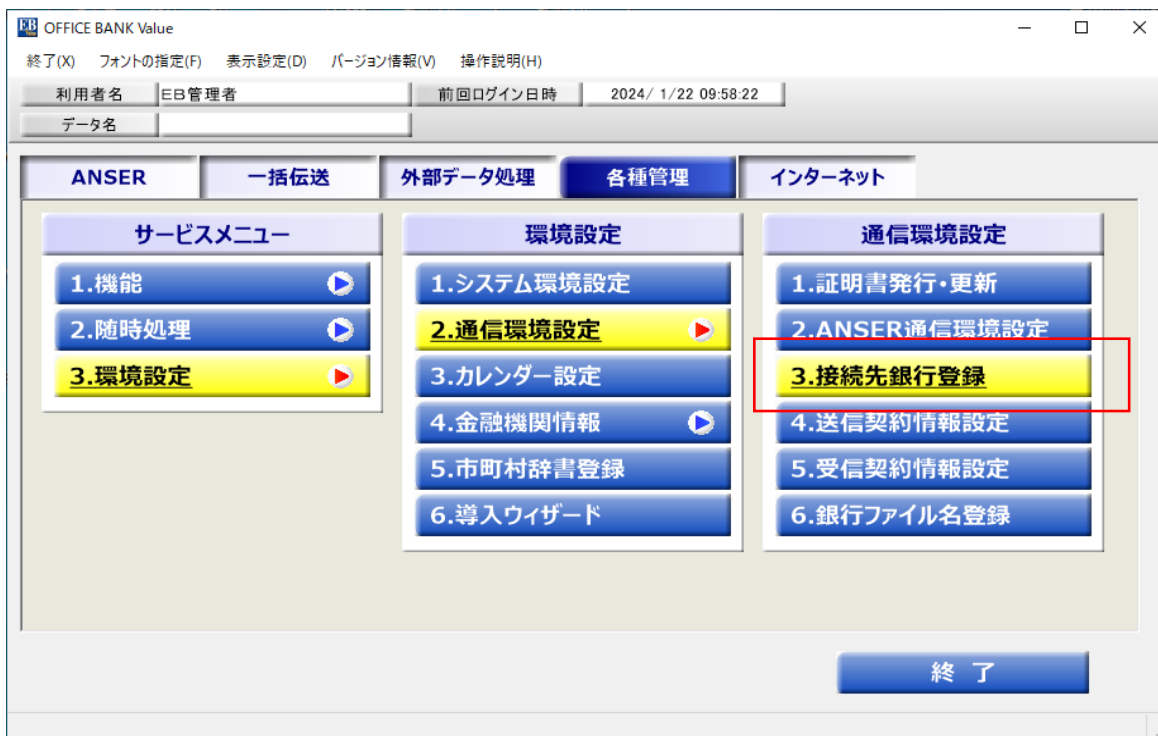 OFFICE BANK Value
終了(X) フォントの指定(F) 表示設定(D) バージョン情報(V) 操作説明(H)
利用者名 EB管理者 前回ログイン日時 2024/ 1/22 09:58:22
データ名
ANSER 一括伝送 外部データ処理 各種管理 インターネット
サービスメニュー 環境設定 通信環境設定
1.機能 1.システム環境設定 1.証明書発行・更新
2.随時処理 2.通信環境設定 2.ANSER通信環境設定
3.環境設定 3.カレンダー設定 3.接続先銀行登録
4.金融機関情報 4.送信契約情報設定
5.市町村辞書登録 5.受信契約情報設定
6.導入ウィザード 6.銀行ファイル名登録
終 了